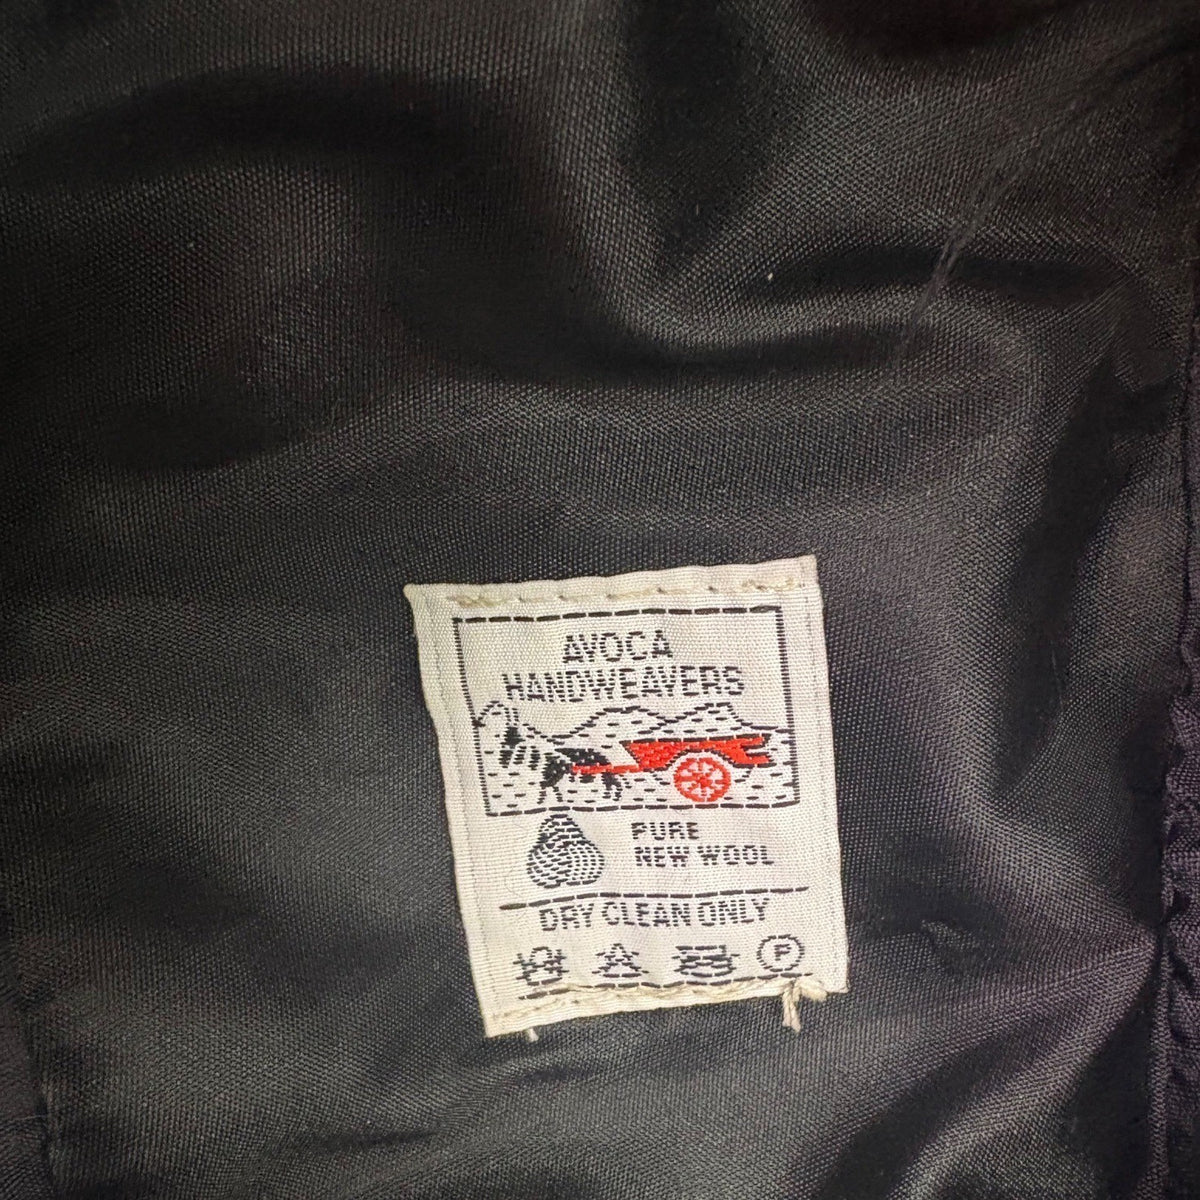 AVOCA
HANDWEAVERS
PURE
NEW WOOL
DRY CLEAN ONLY
P